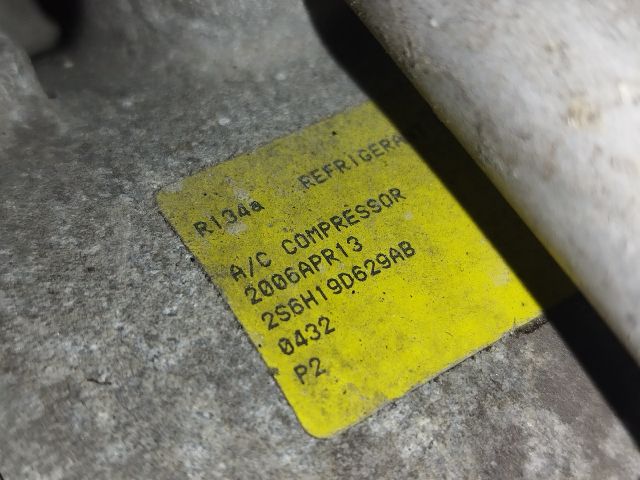 R134a REFRIGERA
A/C COMPRESSOR
2006APR13
2S6H19D629AB
0432
P2